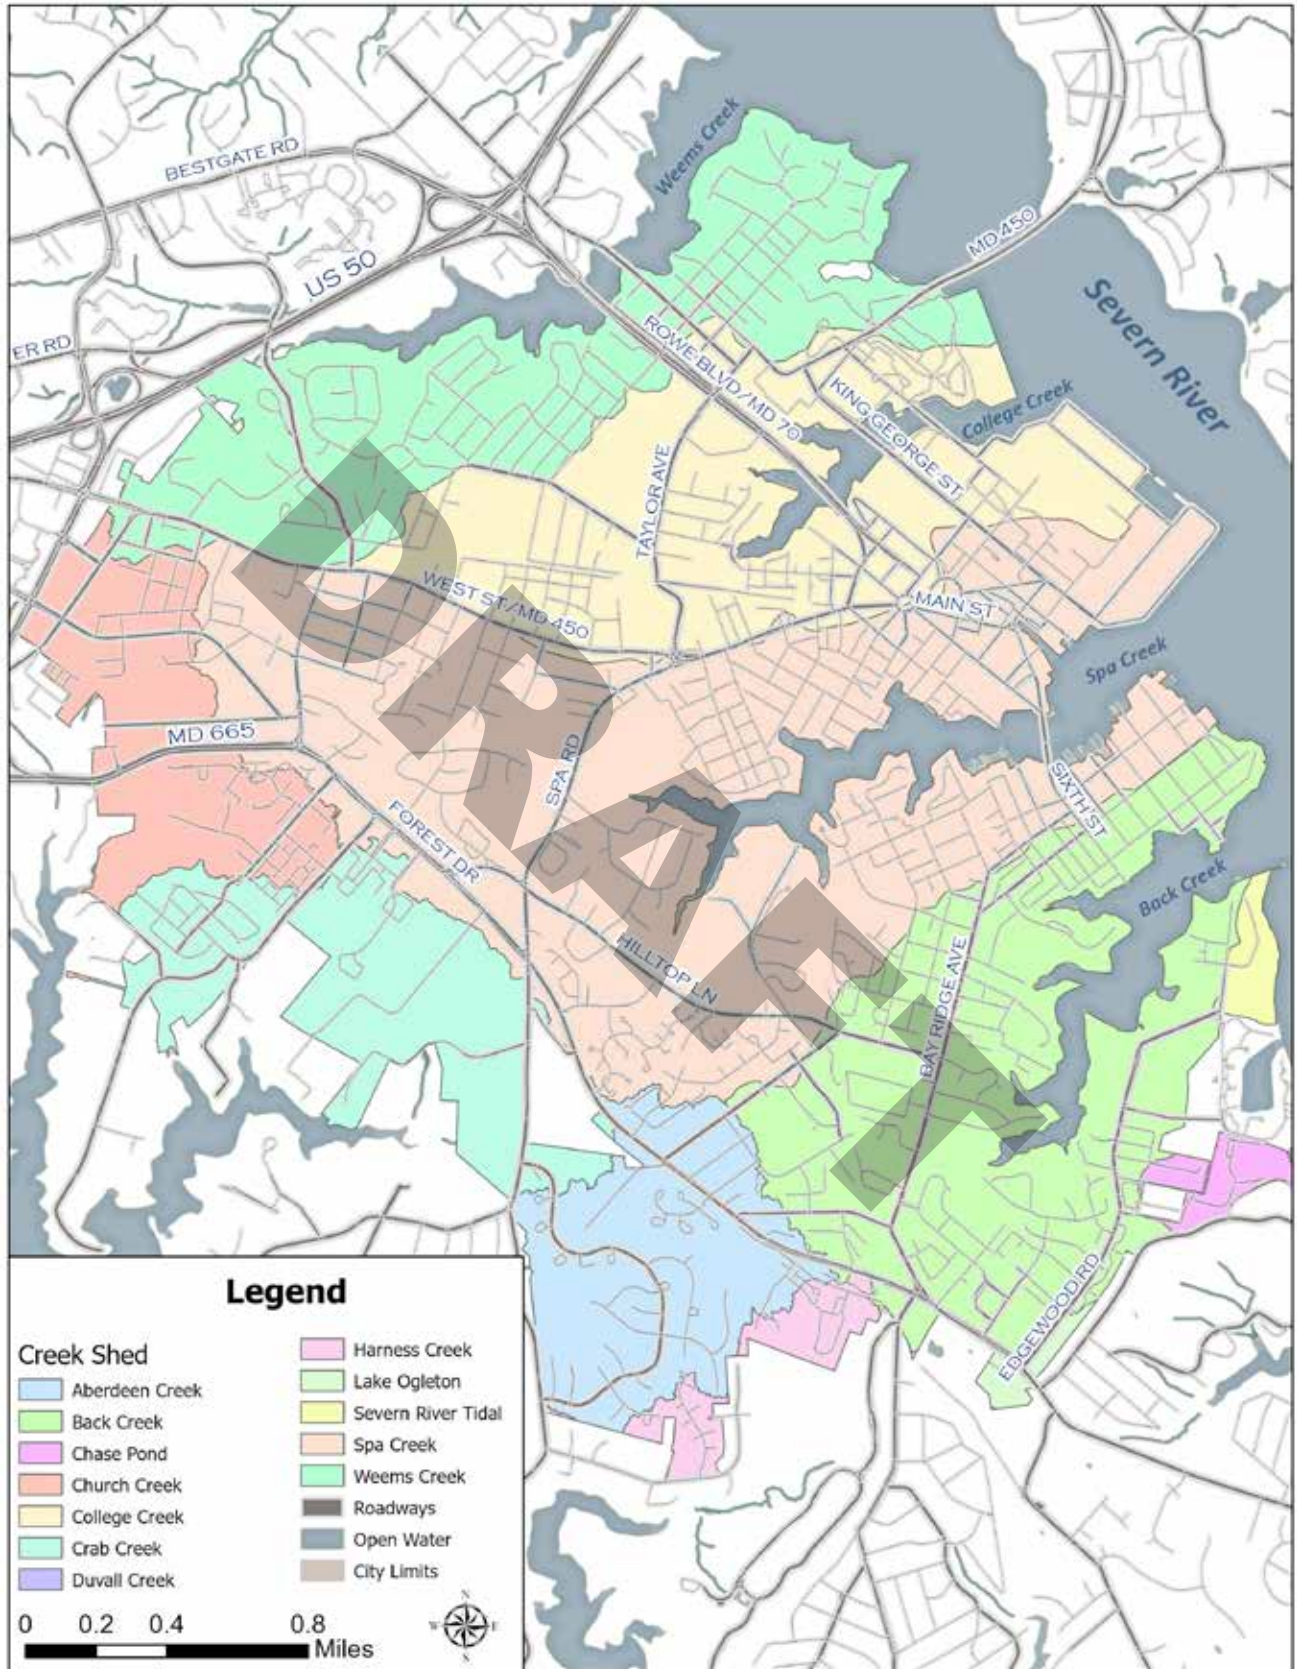 Weems Creek
BESTGATE RD
US 50
MD 450
Severn River
ER RD
ROWE BLVD/MD 70
KING GEORGE ST
College Creek
TAYLOR AVE
WEST ST/MD 450
MAIN ST
Spa Creek
MD 665
SPA RD
SIXTH ST
FOREST DR
Back Creek
HILLTOP LN
BAY RIDGE AVE
EDGEWOOD RD
DRAFT
Legend
Creek Shed
Aberdeen Creek
Back Creek
Chase Pond
Church Creek
College Creek
Crab Creek
Duvall Creek
Harness Creek
Lake Ogleton
Severn River Tidal
Spa Creek
Weems Creek
Roadways
Open Water
City Limits
0 0.2 0.4 0.8
Miles
N
W E
S